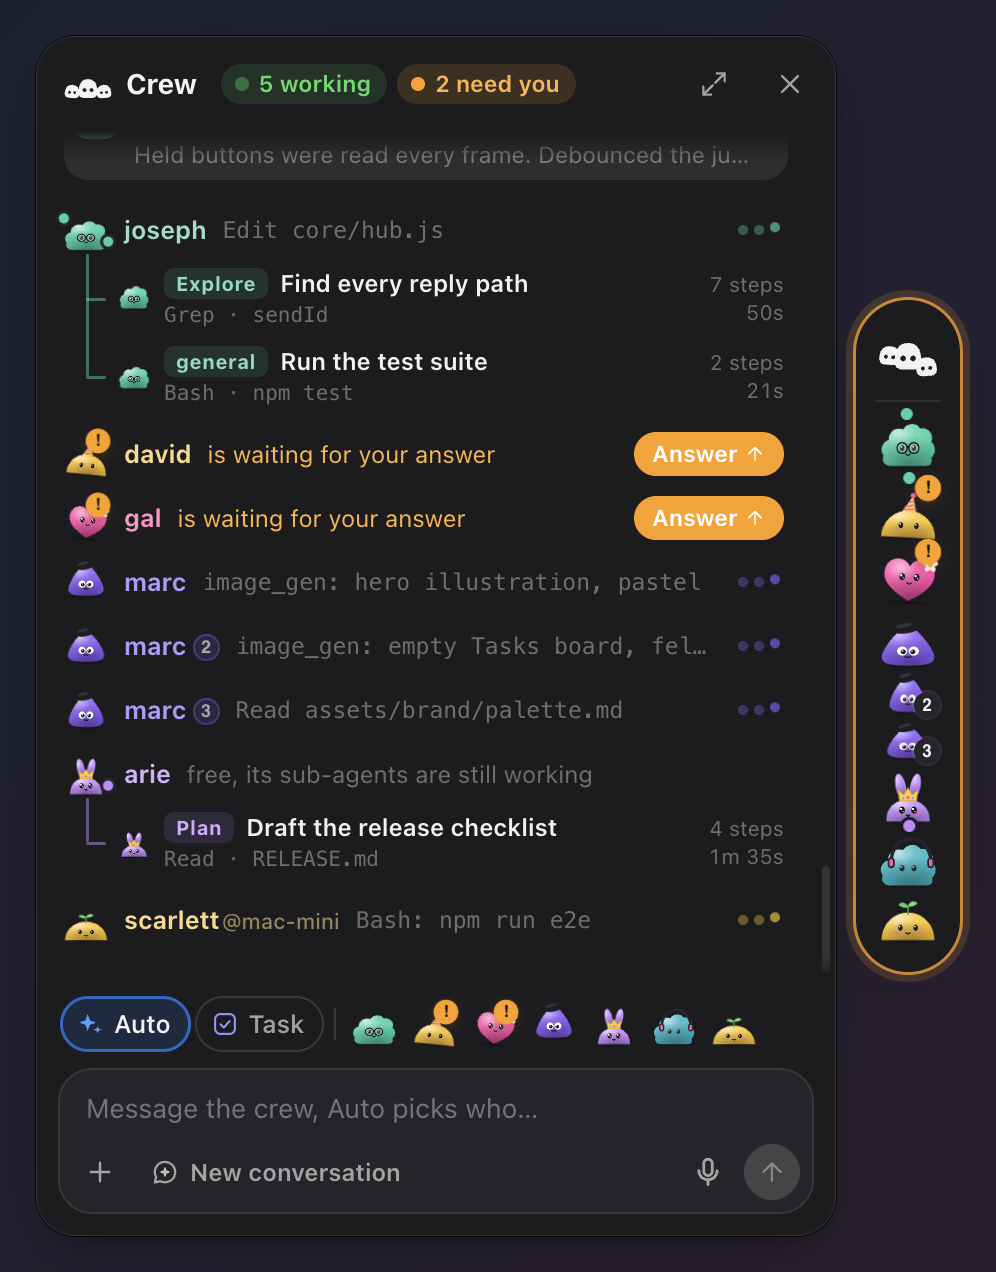 Crew
5 working
2 need you
Held buttons were read every frame. Debounced the ju...
joseph Edit core/hub.js
Explore Find every reply path 7 steps
Grep · sendId 50s
general Run the test suite 2 steps
Bash · npm test 21s
! david is waiting for your answer Answer ↑
! gal is waiting for your answer Answer ↑
marc image_gen: hero illustration, pastel
marc 2 image_gen: empty Tasks board, fel…
marc 3 Read assets/brand/palette.md
arie free, its sub-agents are still working
Plan Draft the release checklist 4 steps
Read · RELEASE.md 1m 35s
scarlett@mac-mini Bash: npm run e2e
Auto
Task
!
!
Message the crew, Auto picks who...
New conversation
!
!
2
3